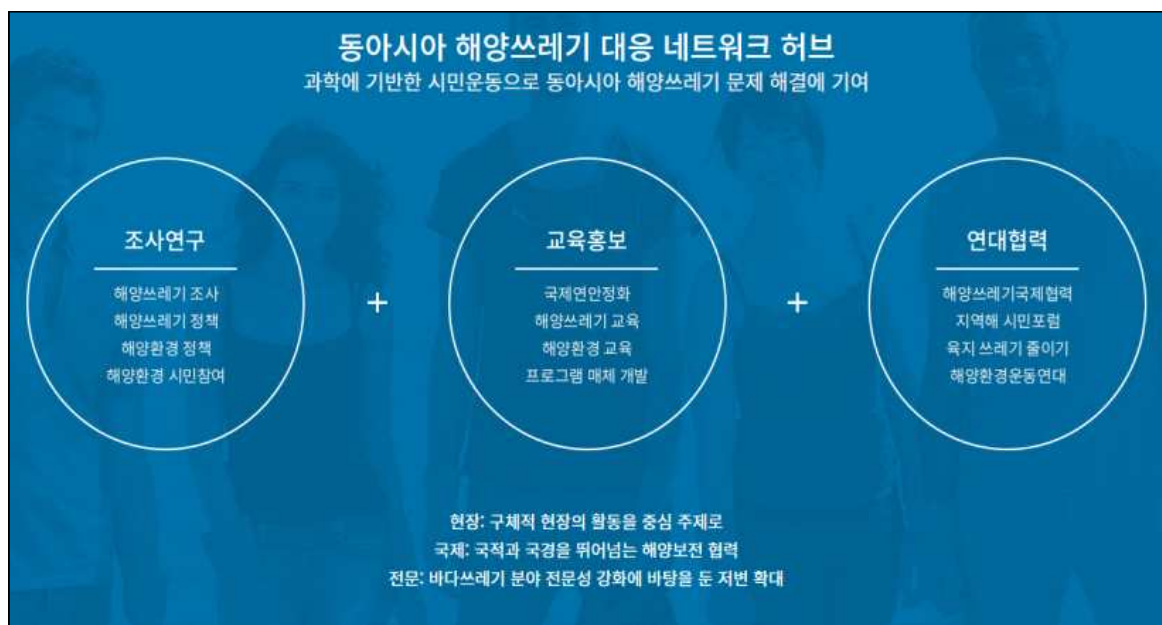 동아시아 해양쓰레기 대응 네트워크 허브
과학에 기반한 시민운동으로 동아시아 해양쓰레기 문제 해결에 기여
조사연구
해양쓰레기 조사
해양쓰레기 정책
해양환경 정책
해양환경 시민참여
+
교육홍보
국제연안정화
해양쓰레기 교육
해양환경 교육
프로그램 매체 개발
+
연대협력
해양쓰레기국제협력
지역해 시민포럼
육지 쓰레기 줄이기
해양환경운동연대
현장: 구체적 현장의 활동을 중심 주제로
국제: 국적과 국경을 뛰어넘는 해양보전 협력
전문: 바다쓰레기 분야 전문성 강화에 바탕을 둔 저변 확대